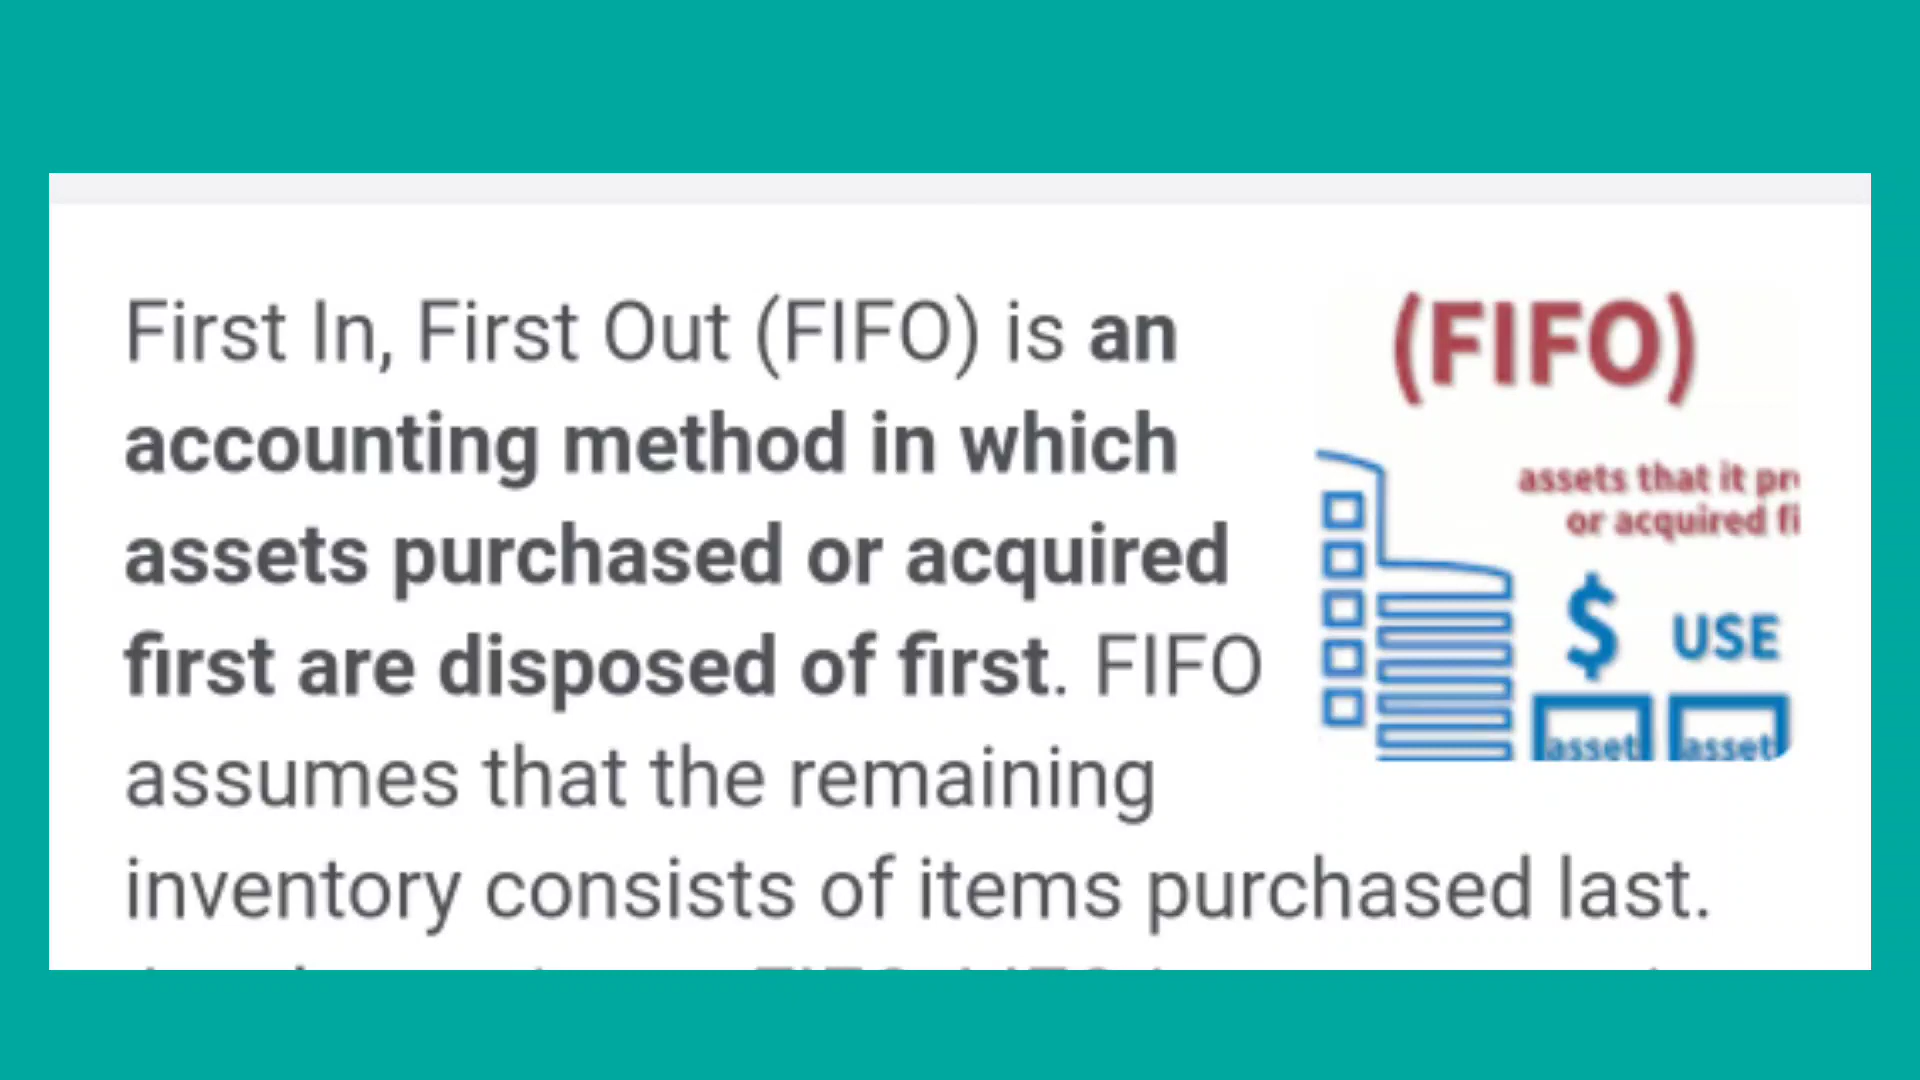 First In, First Out (FIFO) is an
accounting method in which
assets purchased or acquired
first are disposed of first. FIFO
assumes that the remaining
inventory consists of items purchased last.
(FIFO)
assets that it
or acquired
$ USE
asset asset